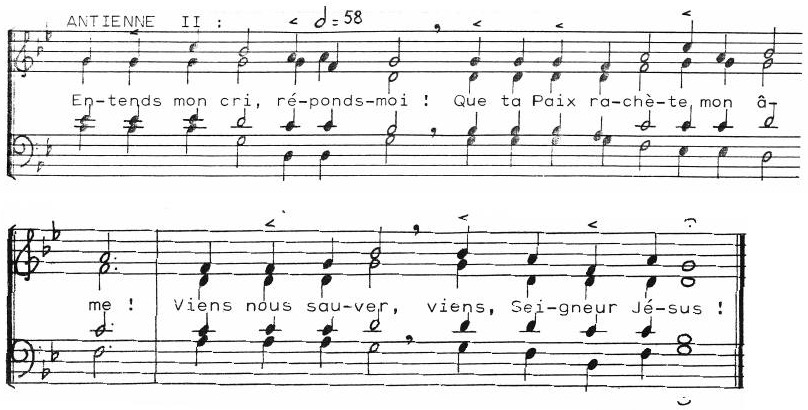 ANTIENNE II : 𝅗𝅥 = 58
En-tends mon cri, ré-ponds-moi ! Que ta Paix ra-chè-te mon â-
me ! Viens nous sau-ver, viens, Sei-gneur Jé-sus !